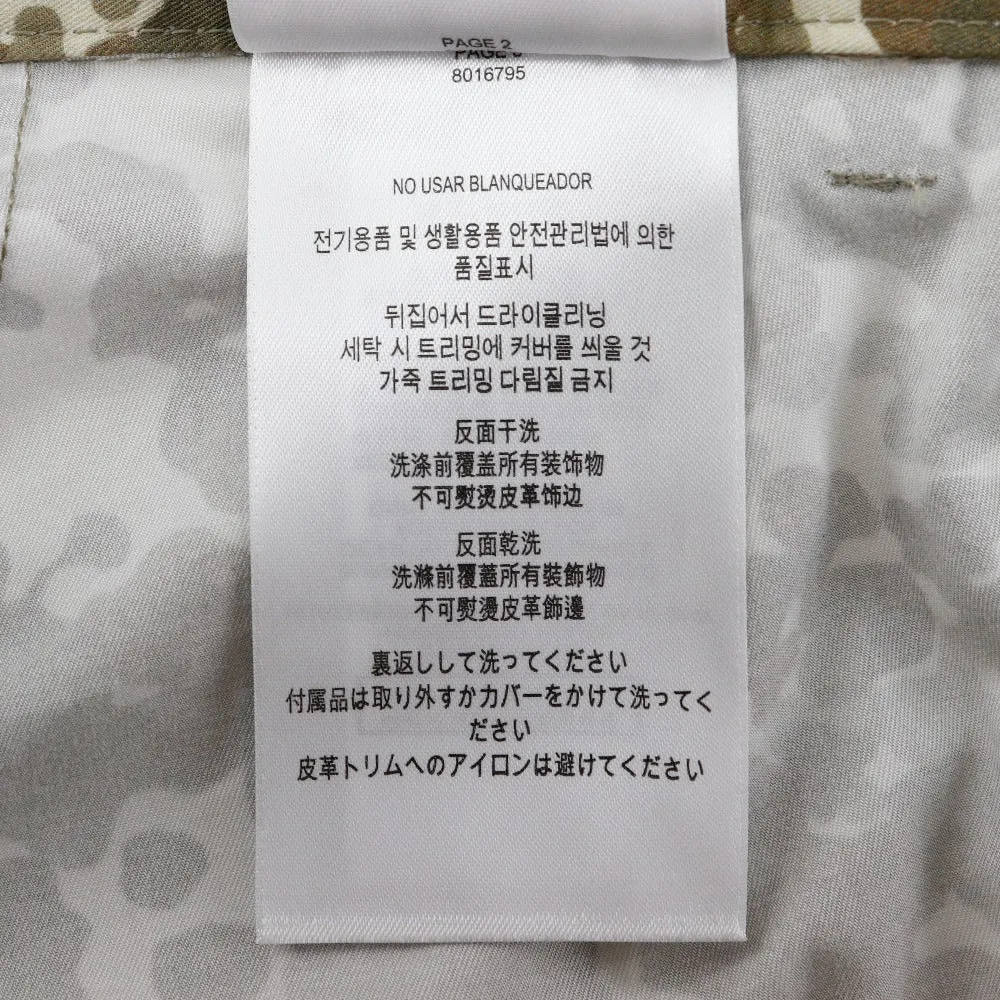 PAGE 2
8016795
NO USAR BLANQUEADOR
전기용품 및 생활용품 안전관리법에 의한
품질표시
뒤집어서 드라이클리닝
세탁 시 트리밍에 커버를 씌울 것
가죽 트리밍 다림질 금지
反面干洗
洗涤前覆盖所有装饰物
不可熨烫皮革饰边
反面乾洗
洗滌前覆蓋所有裝飾物
不可熨燙皮革飾邊
裏返しして洗ってください
付属品は取り外すかカバーをかけて洗ってく
ださい
皮革トリムへのアイロンは避けてください